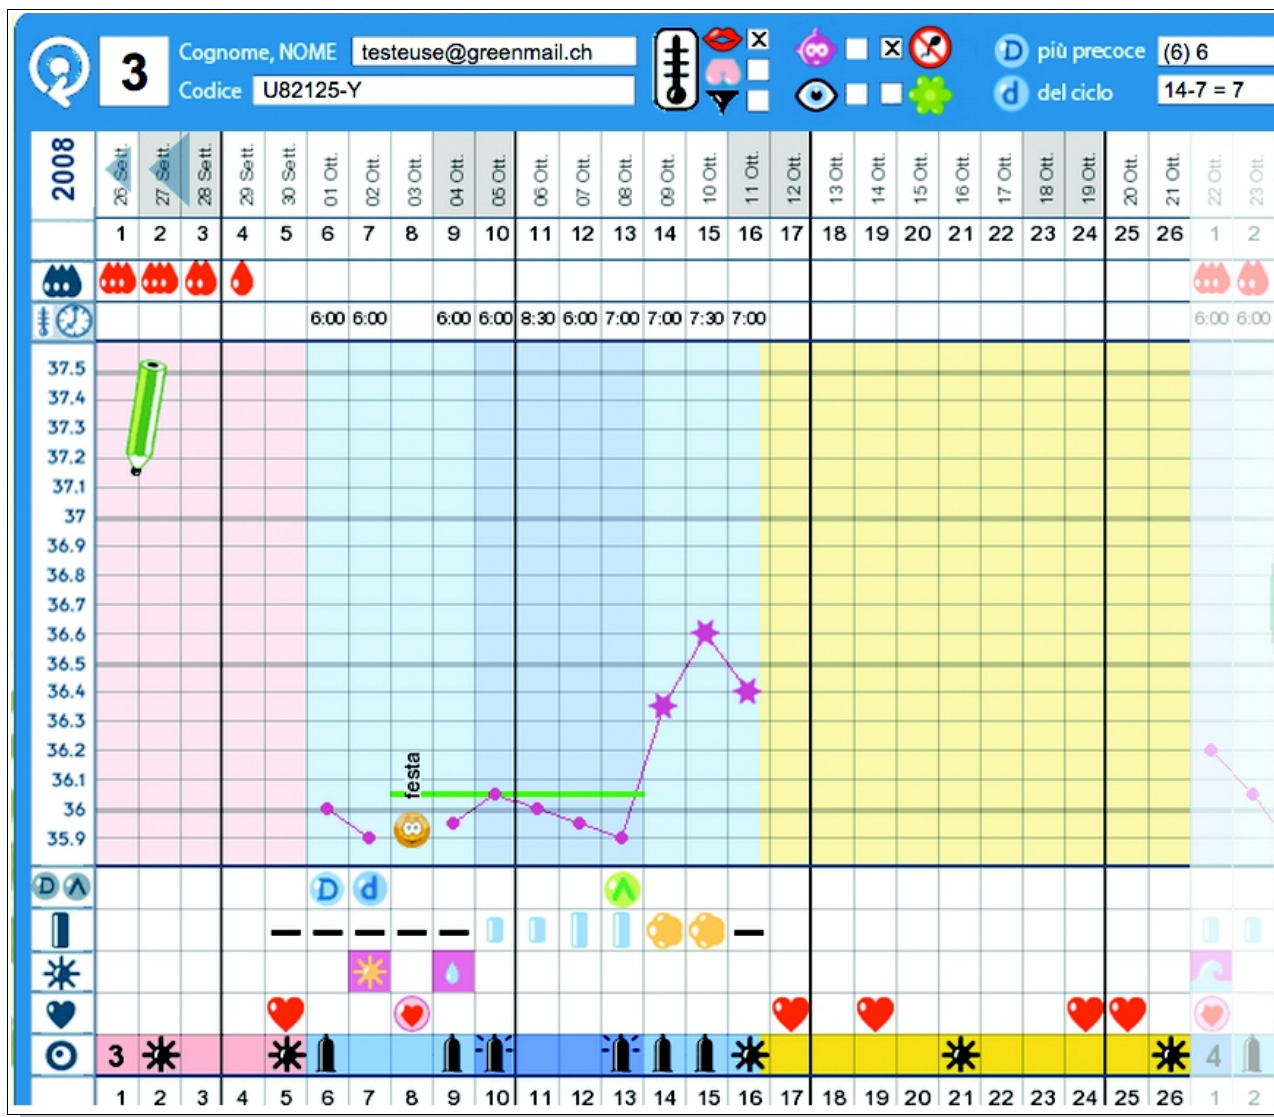 3
Cognome, NOME testeuse@greenmail.ch
Codice U82125-Y
X
X
D più precoce (6) 6
d del ciclo 14-7 = 7
2008 26 Sett. 27 Sett. 28 Sett. 29 Sett. 30 Sett. 01 Ott. 02 Ott. 03 Ott. 04 Ott. 05 Ott. 06 Ott. 07 Ott. 08 Ott. 09 Ott. 10 Ott. 11 Ott. 12 Ott. 13 Ott. 14 Ott. 15 Ott. 16 Ott. 17 Ott. 18 Ott. 19 Ott. 20 Ott. 21 Ott. 22 Ott. 23 Ott.
1 2 3 4 5 6 7 8 9 10 11 12 13 14 15 16 17 18 19 20 21 22 23 24 25 26 1 2
6:00 6:00 6:00 6:00 8:30 6:00 7:00 7:00 7:30 7:00 6:00 6:00
37.5
37.4
37.3
37.2
37.1
37
36.9
36.8
36.7
36.6
36.5
36.4
36.3
36.2
36.1
36
35.9
festa
D Λ D d Λ
3 4
1 2 3 4 5 6 7 8 9 10 11 12 13 14 15 16 17 18 19 20 21 22 23 24 25 26 1 2